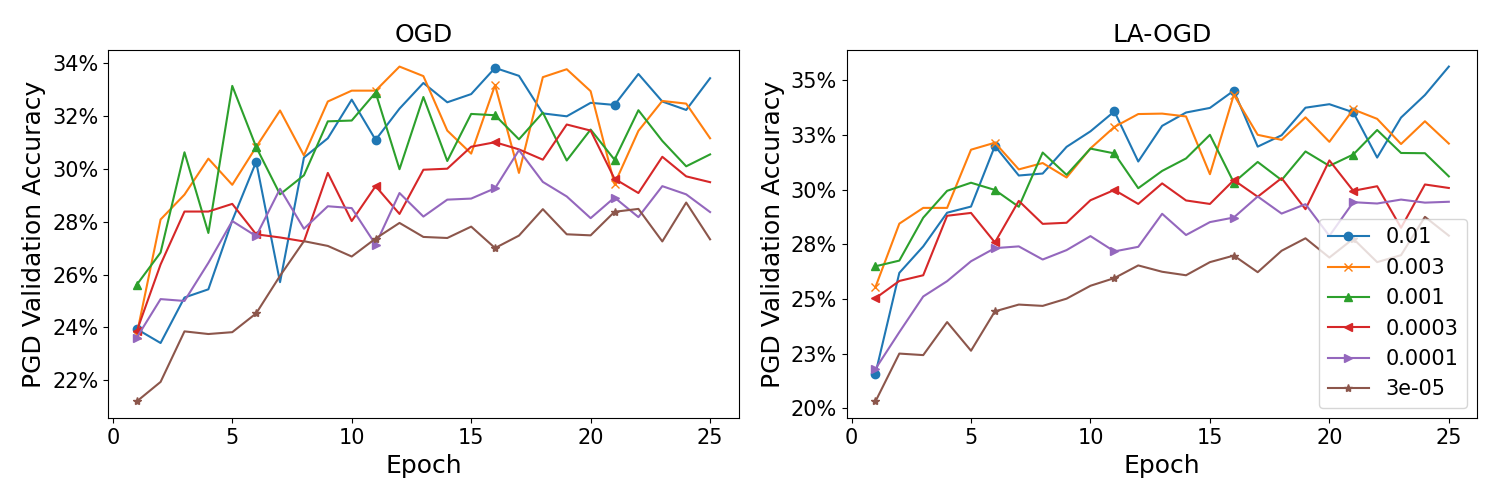 OGD
PGD Validation Accuracy
34%
32%
30%
28%
26%
24%
22%
0 5 10 15 20 25
Epoch
LA-OGD
PGD Validation Accuracy
35%
33%
30%
28%
25%
23%
20%
0 5 10 15 20 25
Epoch
0.01
0.003
0.001
0.0003
0.0001
3e-05